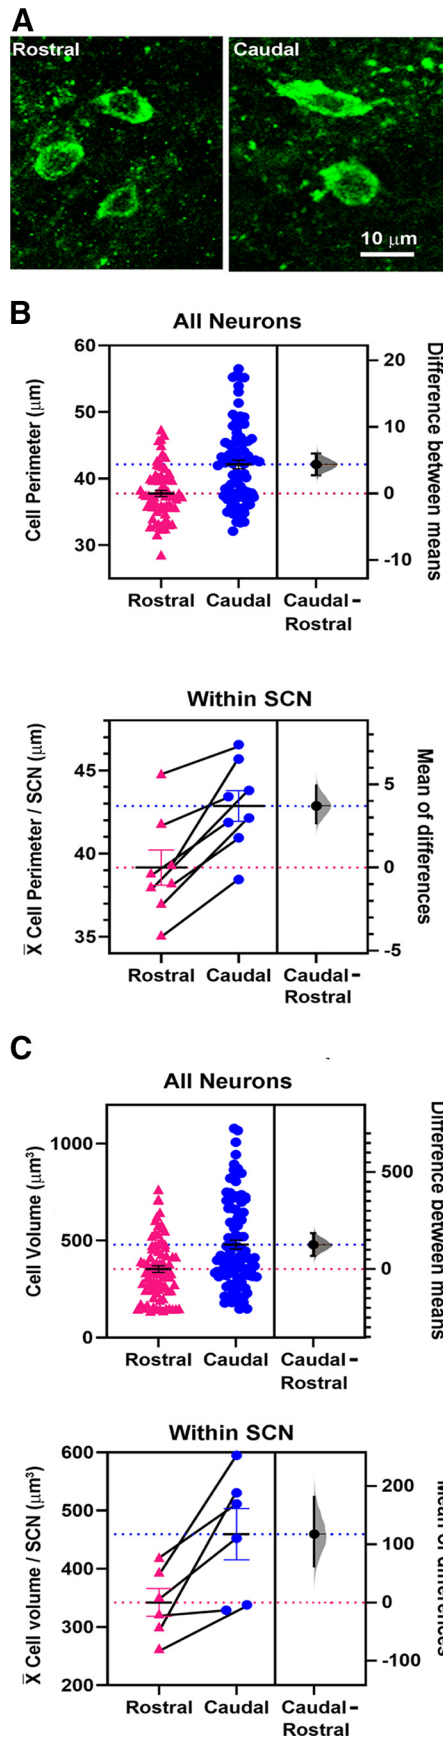 A
Rostral
Caudal
10 μm
B
All Neurons
Cell Perimeter (μm)
60
50
40
30
20
10
0
-10
Difference between means
Rostral
Caudal
Caudal-
Rostral
Within SCN
X̅ Cell Perimeter / SCN (μm)
45
40
35
5
0
-5
Mean of differences
Rostral
Caudal
Caudal-
Rostral
C
All Neurons
Cell Volume (μm³)
1000
500
0
500
0
Difference between means
Rostral
Caudal
Caudal-
Rostral
Within SCN
X̅ Cell volume / SCN (μm³)
600
500
400
300
200
200
100
0
-100
Mean of differences
Rostral
Caudal
Caudal-
Rostral